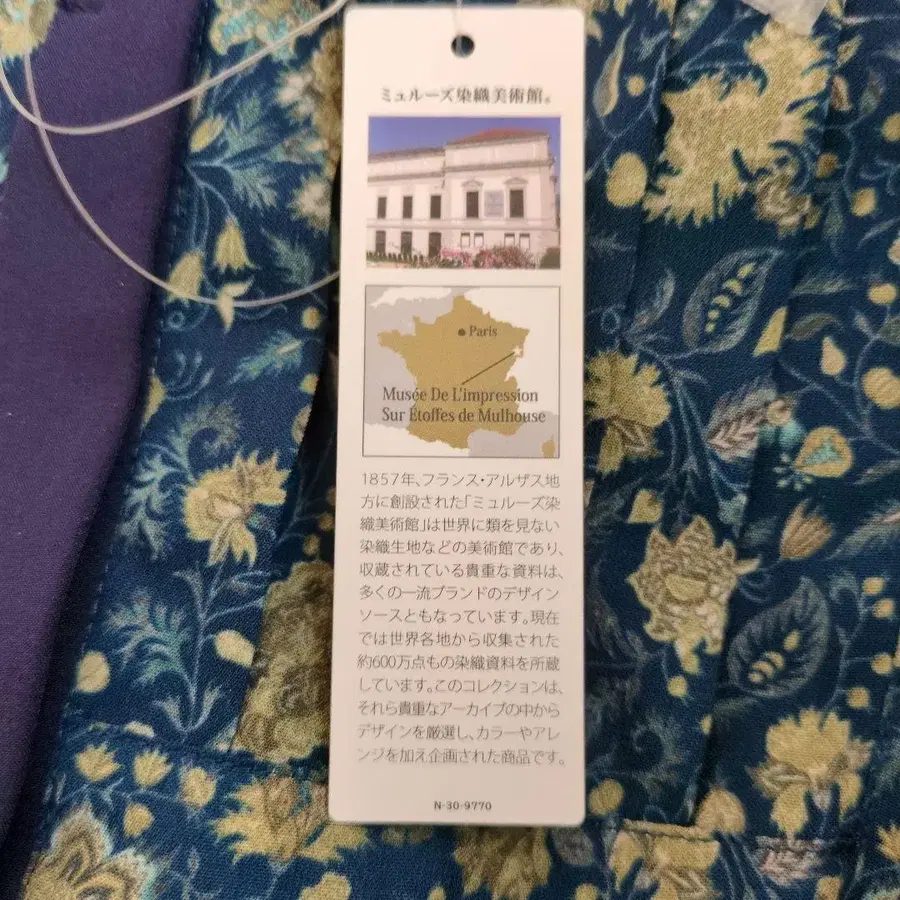 ミュルーズ染織美術館。
Paris
Musée De L'impression
Sur Étoffes de Mulhouse
1857年、フランス・アルザス地
方に創設された「ミュルーズ染
織美術館」は世界に類を見ない
染織生地などの美術館であり、
収蔵されている貴重な資料は、
多くの一流ブランドのデザイン
ソースともなっています。現在
では世界各地から収集された
約600万点もの染織資料を所蔵
しています。このコレクションは、
それら貴重なアーカイブの中から
デザインを厳選し、カラーやアレ
ンジを加え企画された商品です。
N-30-9770